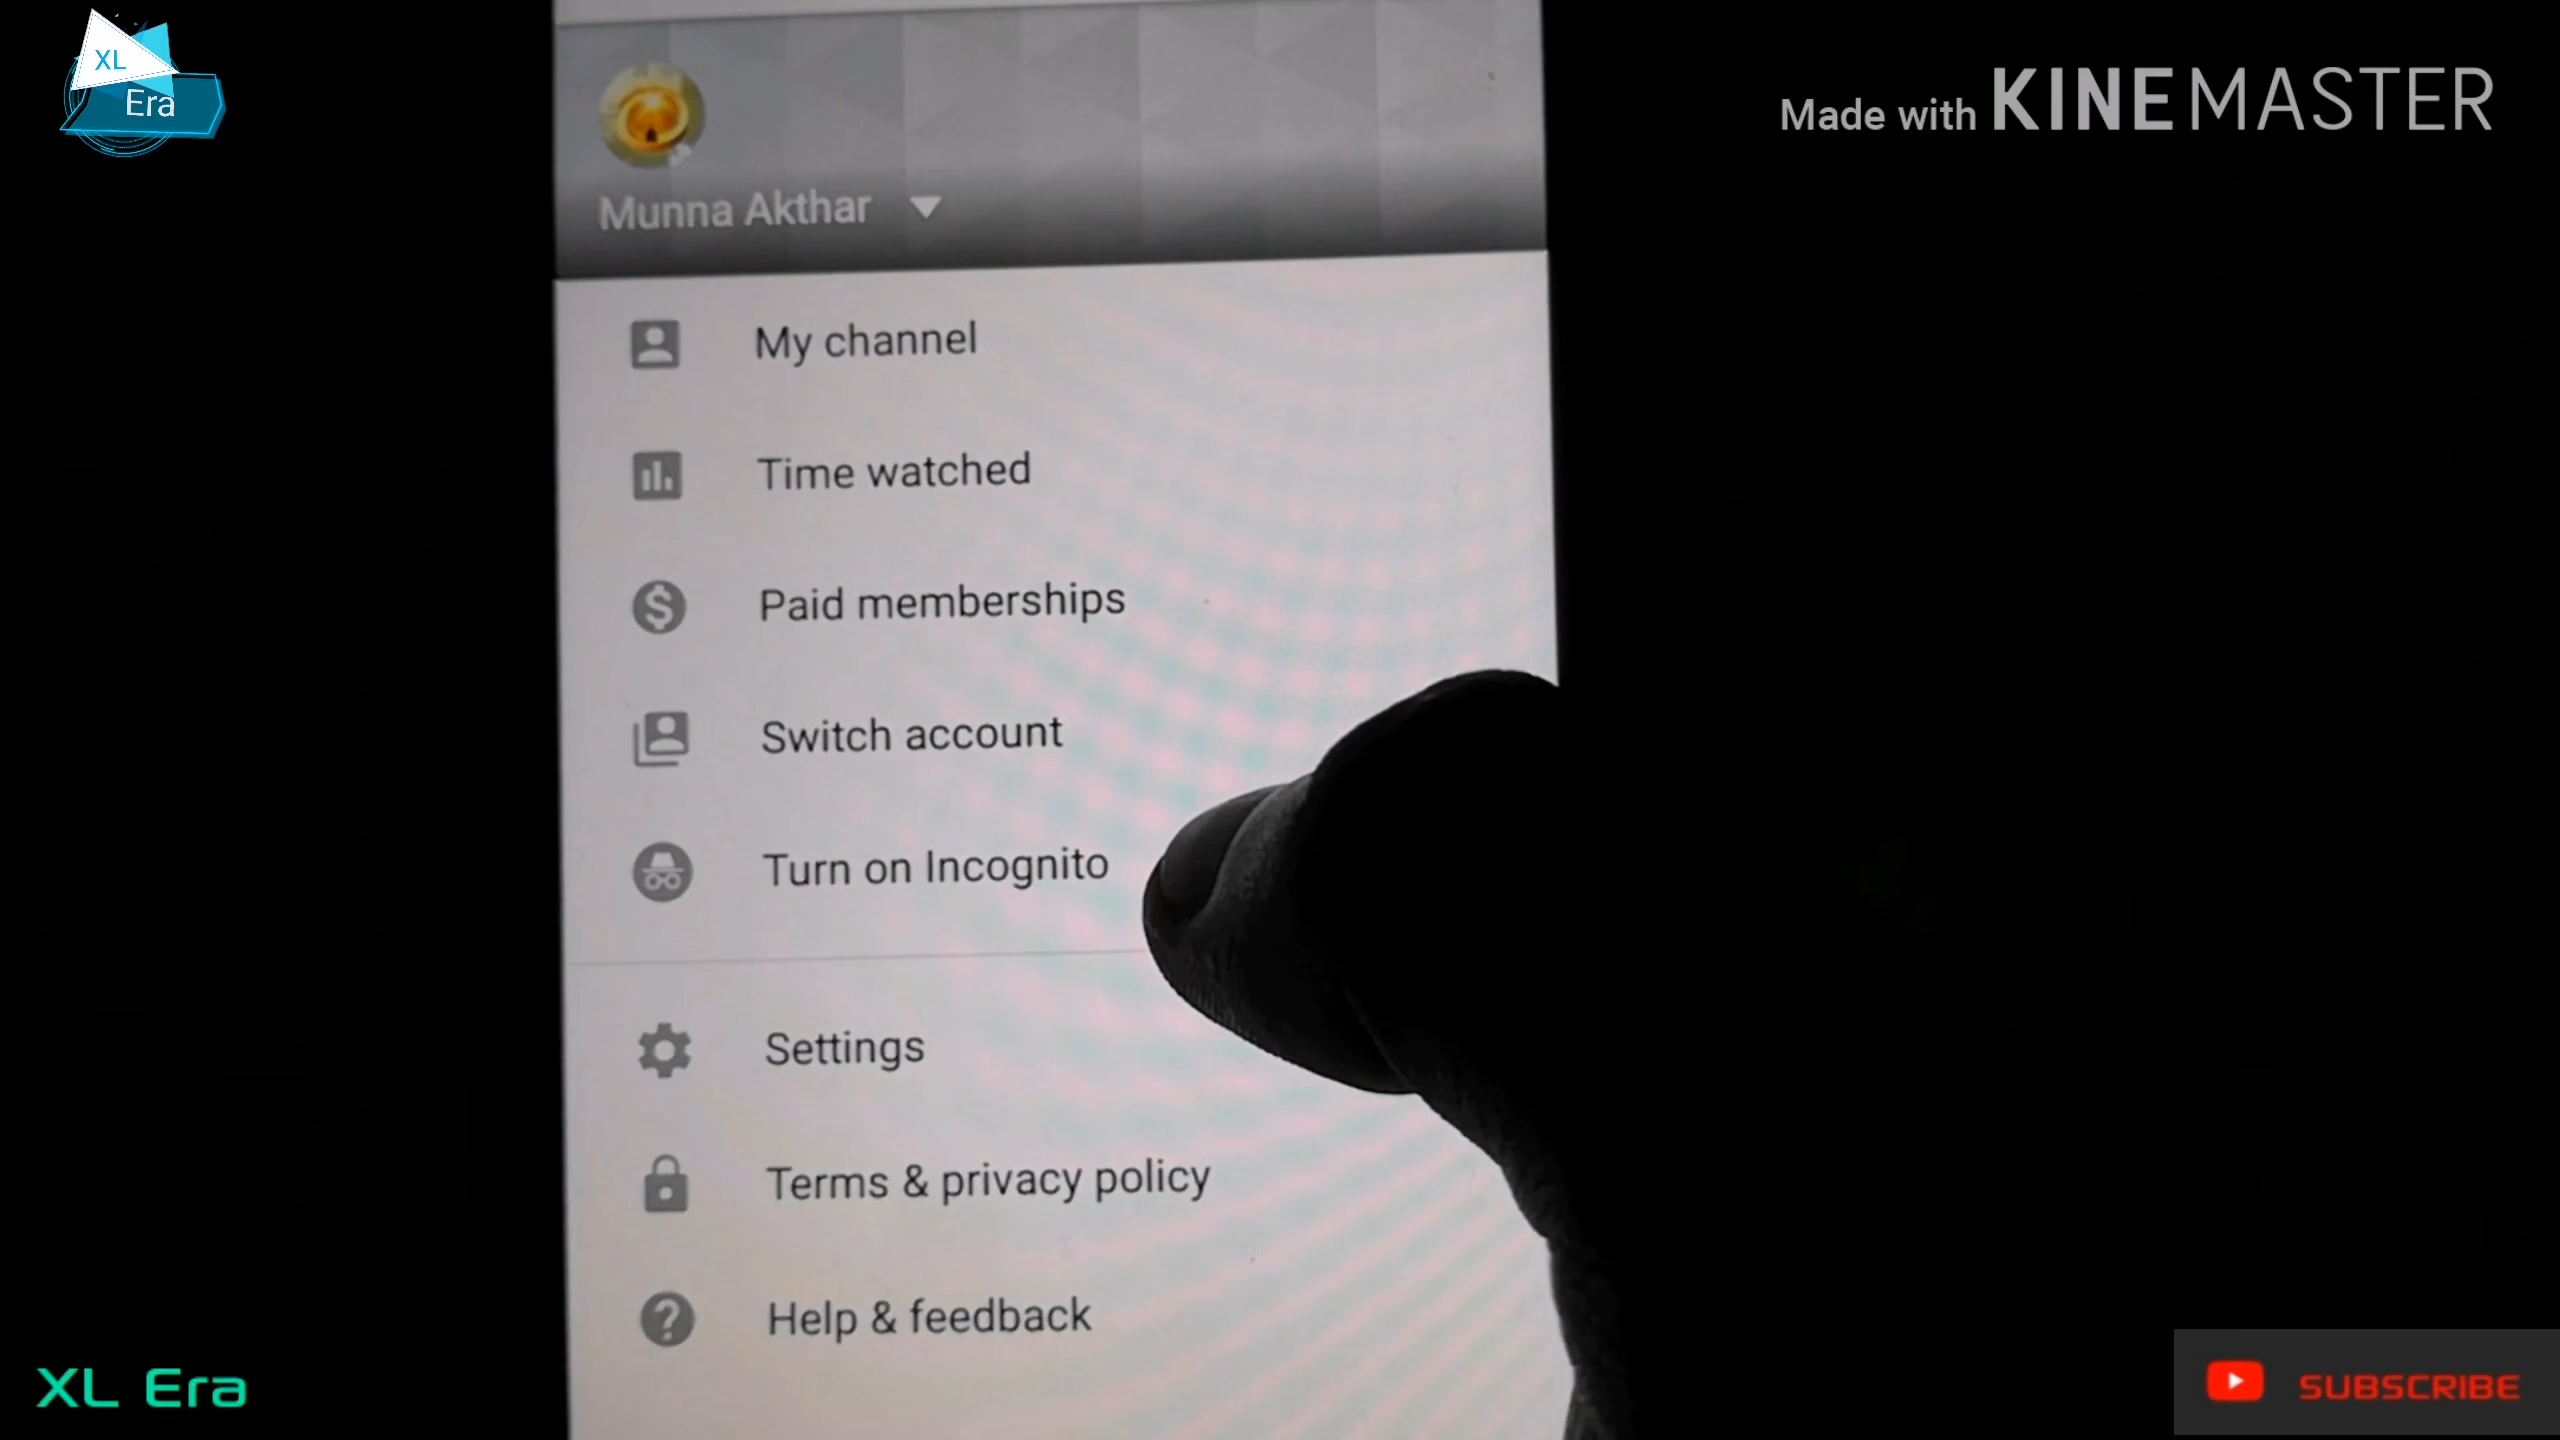 XL
Era
Made with KINEMASTER
Munna Akthar
My channel
Time watched
Paid memberships
Switch account
Turn on Incognito
Settings
Terms & privacy policy
Help & feedback
XL Era
SUBSCRIBE